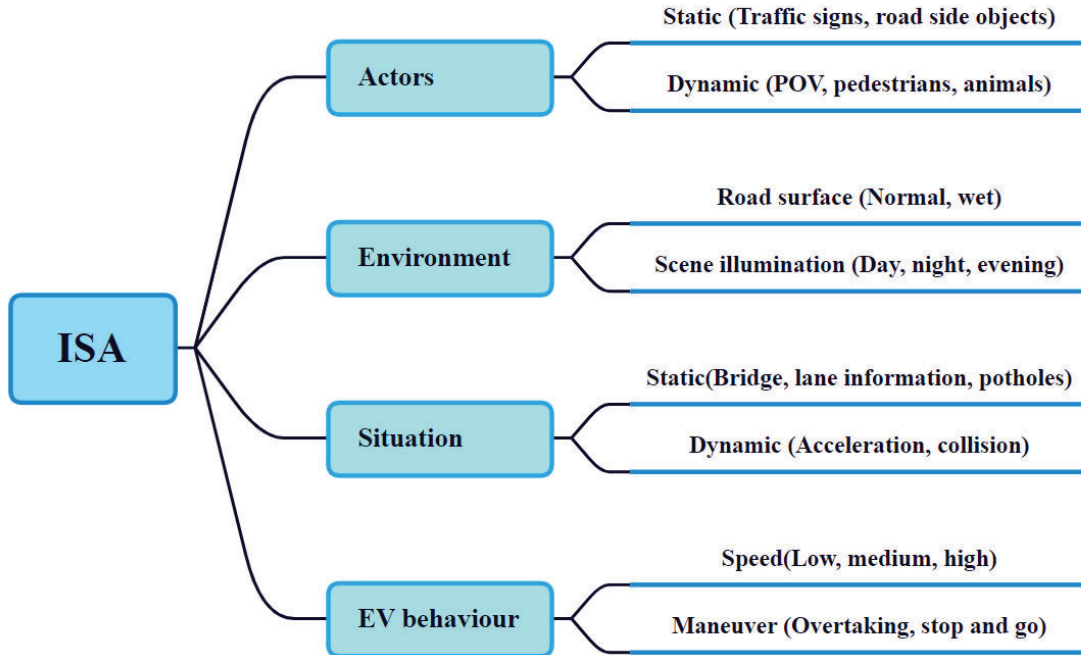 ISA
Actors
Static (Traffic signs, road side objects)
Dynamic (POV, pedestrians, animals)
Environment
Road surface (Normal, wet)
Scene illumination (Day, night, evening)
Situation
Static(Bridge, lane information, potholes)
Dynamic (Acceleration, collision)
EV behaviour
Speed(Low, medium, high)
Maneuver (Overtaking, stop and go)